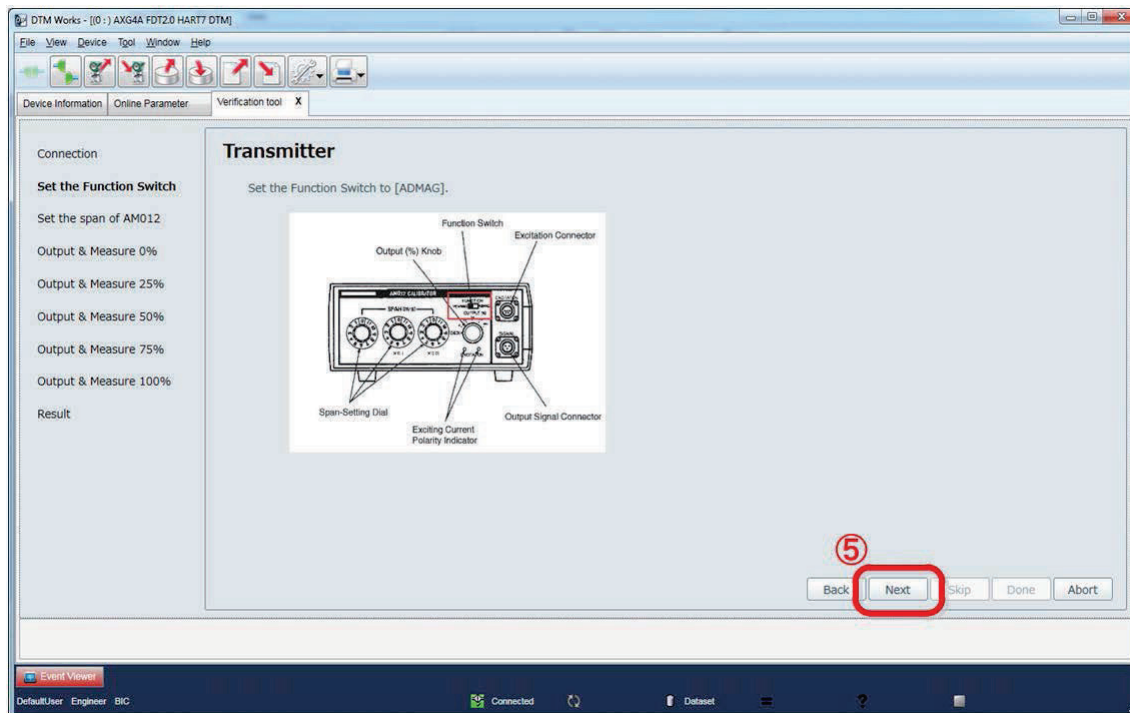 DTM Works - [(0 : ) AXG4A FDT2.0 HART7 DTM]
File View Device Tool Window Help
Device Information Online Parameter Verification tool X
Connection
Set the Function Switch
Set the span of AM012
Output & Measure 0%
Output & Measure 25%
Output & Measure 50%
Output & Measure 75%
Output & Measure 100%
Result
Transmitter
Set the Function Switch to [ADMAG].
Function Switch
Excitation Connector
Output (%) Knob
AM012 CALIBRATOR
FUNCTION
SIGNAL
Span-Setting Dial
Output Signal Connector
Exciting Current
Polarity Indicator
⑤
Back Next Skip Done Abort
Event Viewer
DefaultUser Engineer BIC Connected Dataset = ?